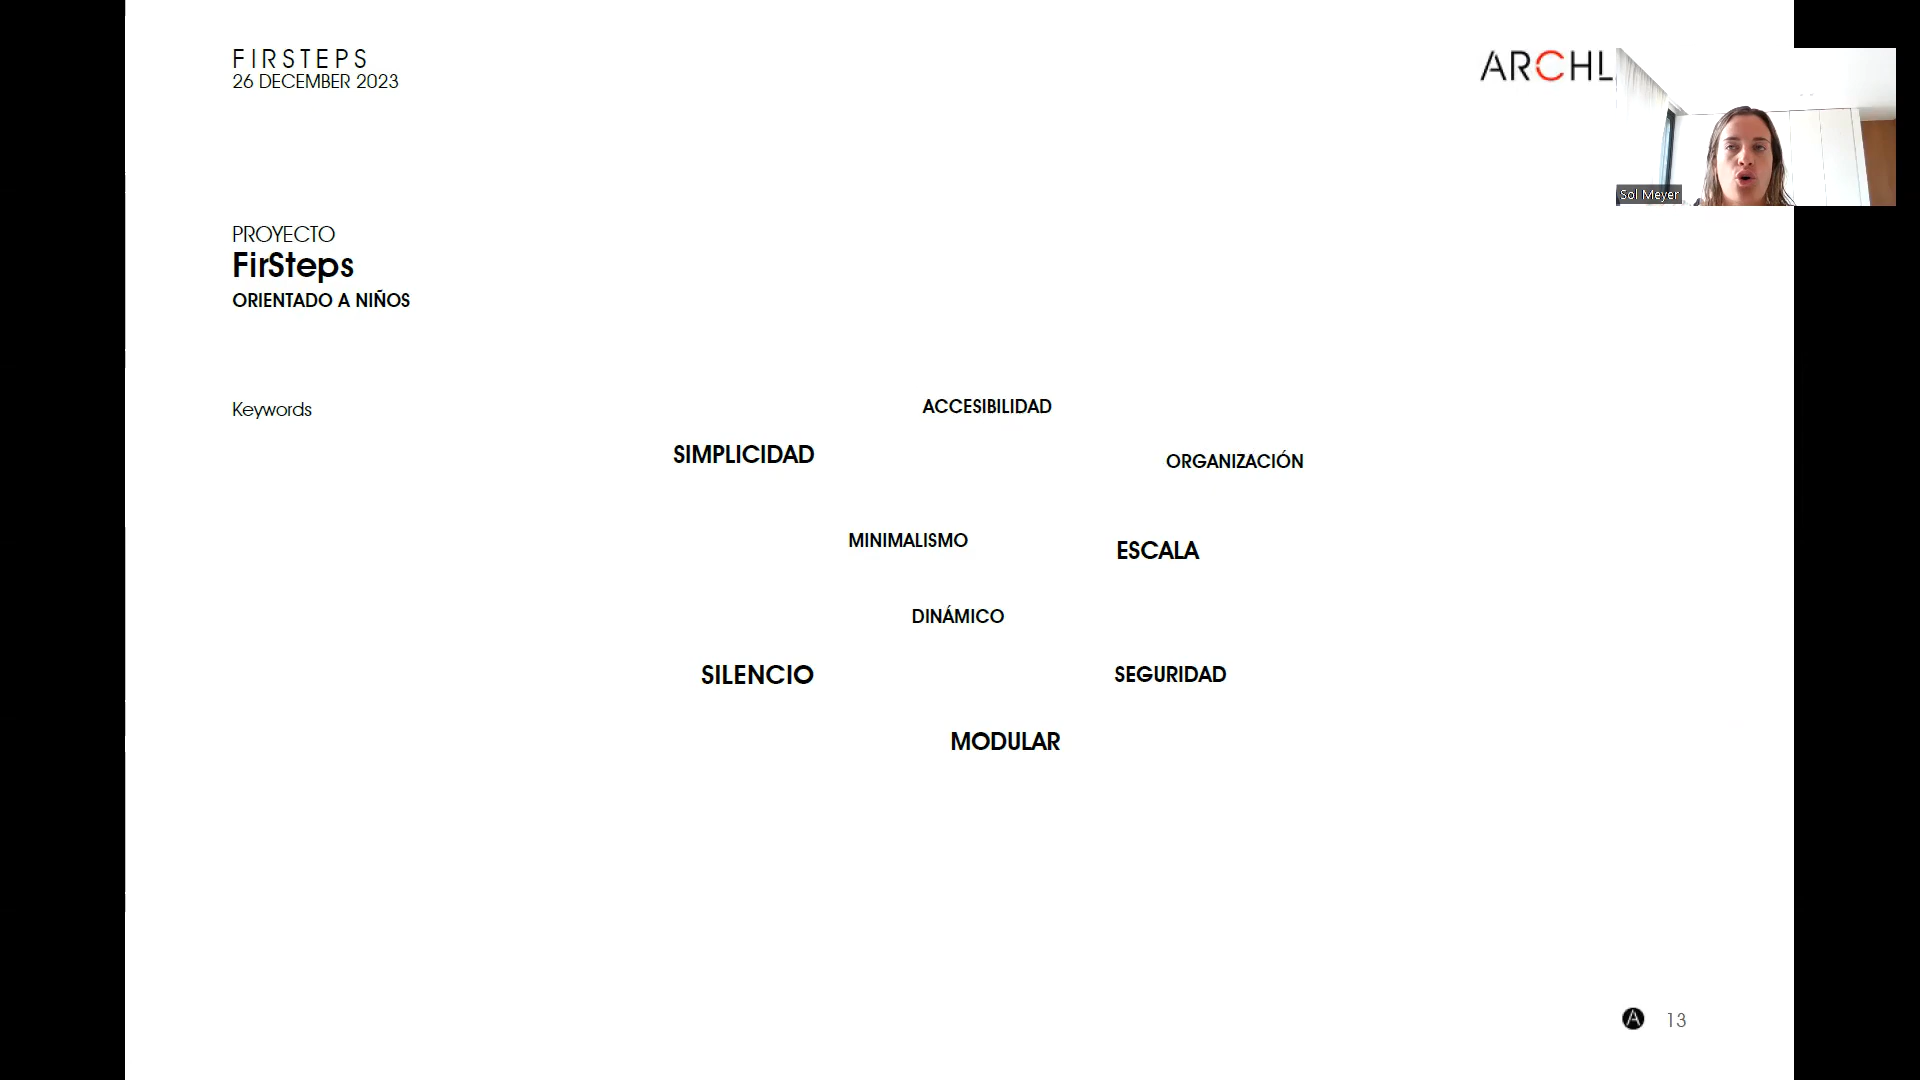 FIRSTEPS
26 DECEMBER 2023
ARCHL
Sol Meyer
PROYECTO
FirSteps
ORIENTADO A NIÑOS
Keywords
ACCESIBILIDAD
SIMPLICIDAD
ORGANIZACIÓN
MINIMALISMO
ESCALA
DINÁMICO
SILENCIO
SEGURIDAD
MODULAR
A
13